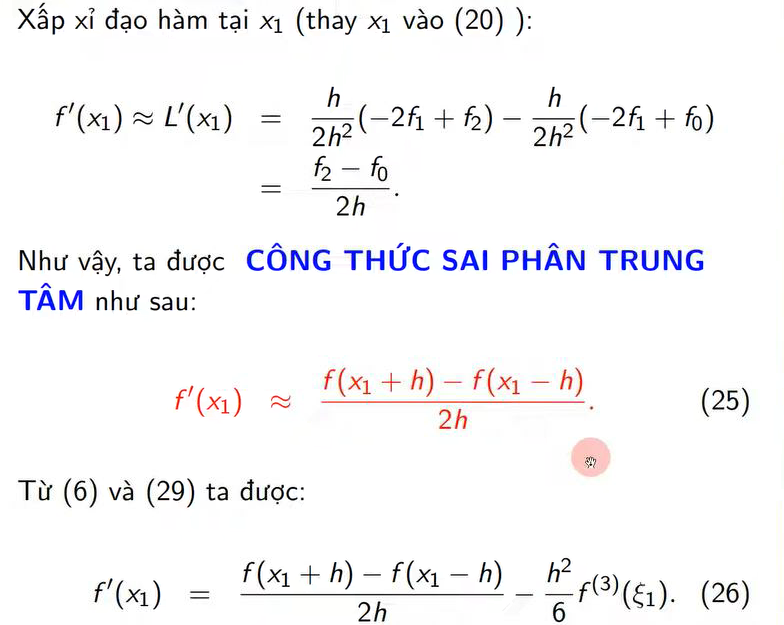 Xấp xỉ đạo hàm tại x₁ (thay x₁ vào (20) ):
f′(x₁) ≈ L′(x₁) = h/2h² (−2f₁ + f₂) − h/2h² (−2f₁ + f₀)
= (f₂ − f₀)/2h.
Như vậy, ta được CÔNG THỨC SAI PHÂN TRUNG
TÂM như sau:
f′(x₁) ≈ (f(x₁ + h) − f(x₁ − h))/2h. (25)
Từ (6) và (29) ta được:
f′(x₁) = (f(x₁ + h) − f(x₁ − h))/2h − h²/6 f⁽³⁾(ξ₁). (26)